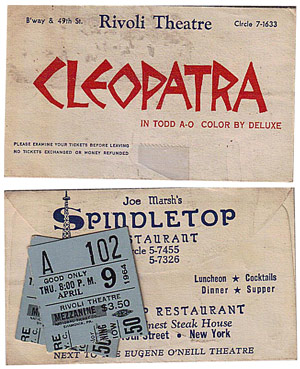 B'way & 49th St. Rivoli Theatre CIrcle 7-1633
CLEOPATRA
IN TODD A-O COLOR BY DELUXE
PLEASE EXAMINE YOUR TICKETS BEFORE LEAVING
NO TICKETS EXCHANGED OR MONEY REFUNDED
Joe Marsh's
SPINDLETOP
STAURANT
rcle 5-7455
5-7326
Luncheon ★ Cocktails
Dinner ★ Supper
P RESTAURANT
nest Steak House
Street • New York
NEXT TO THE EUGENE O'NEILL THEATRE
A 102
GOOD ONLY
THU. 8:00 P. M.
APRIL 9 1964
RIVOLI THEATRE
MEZZANINE $3.50